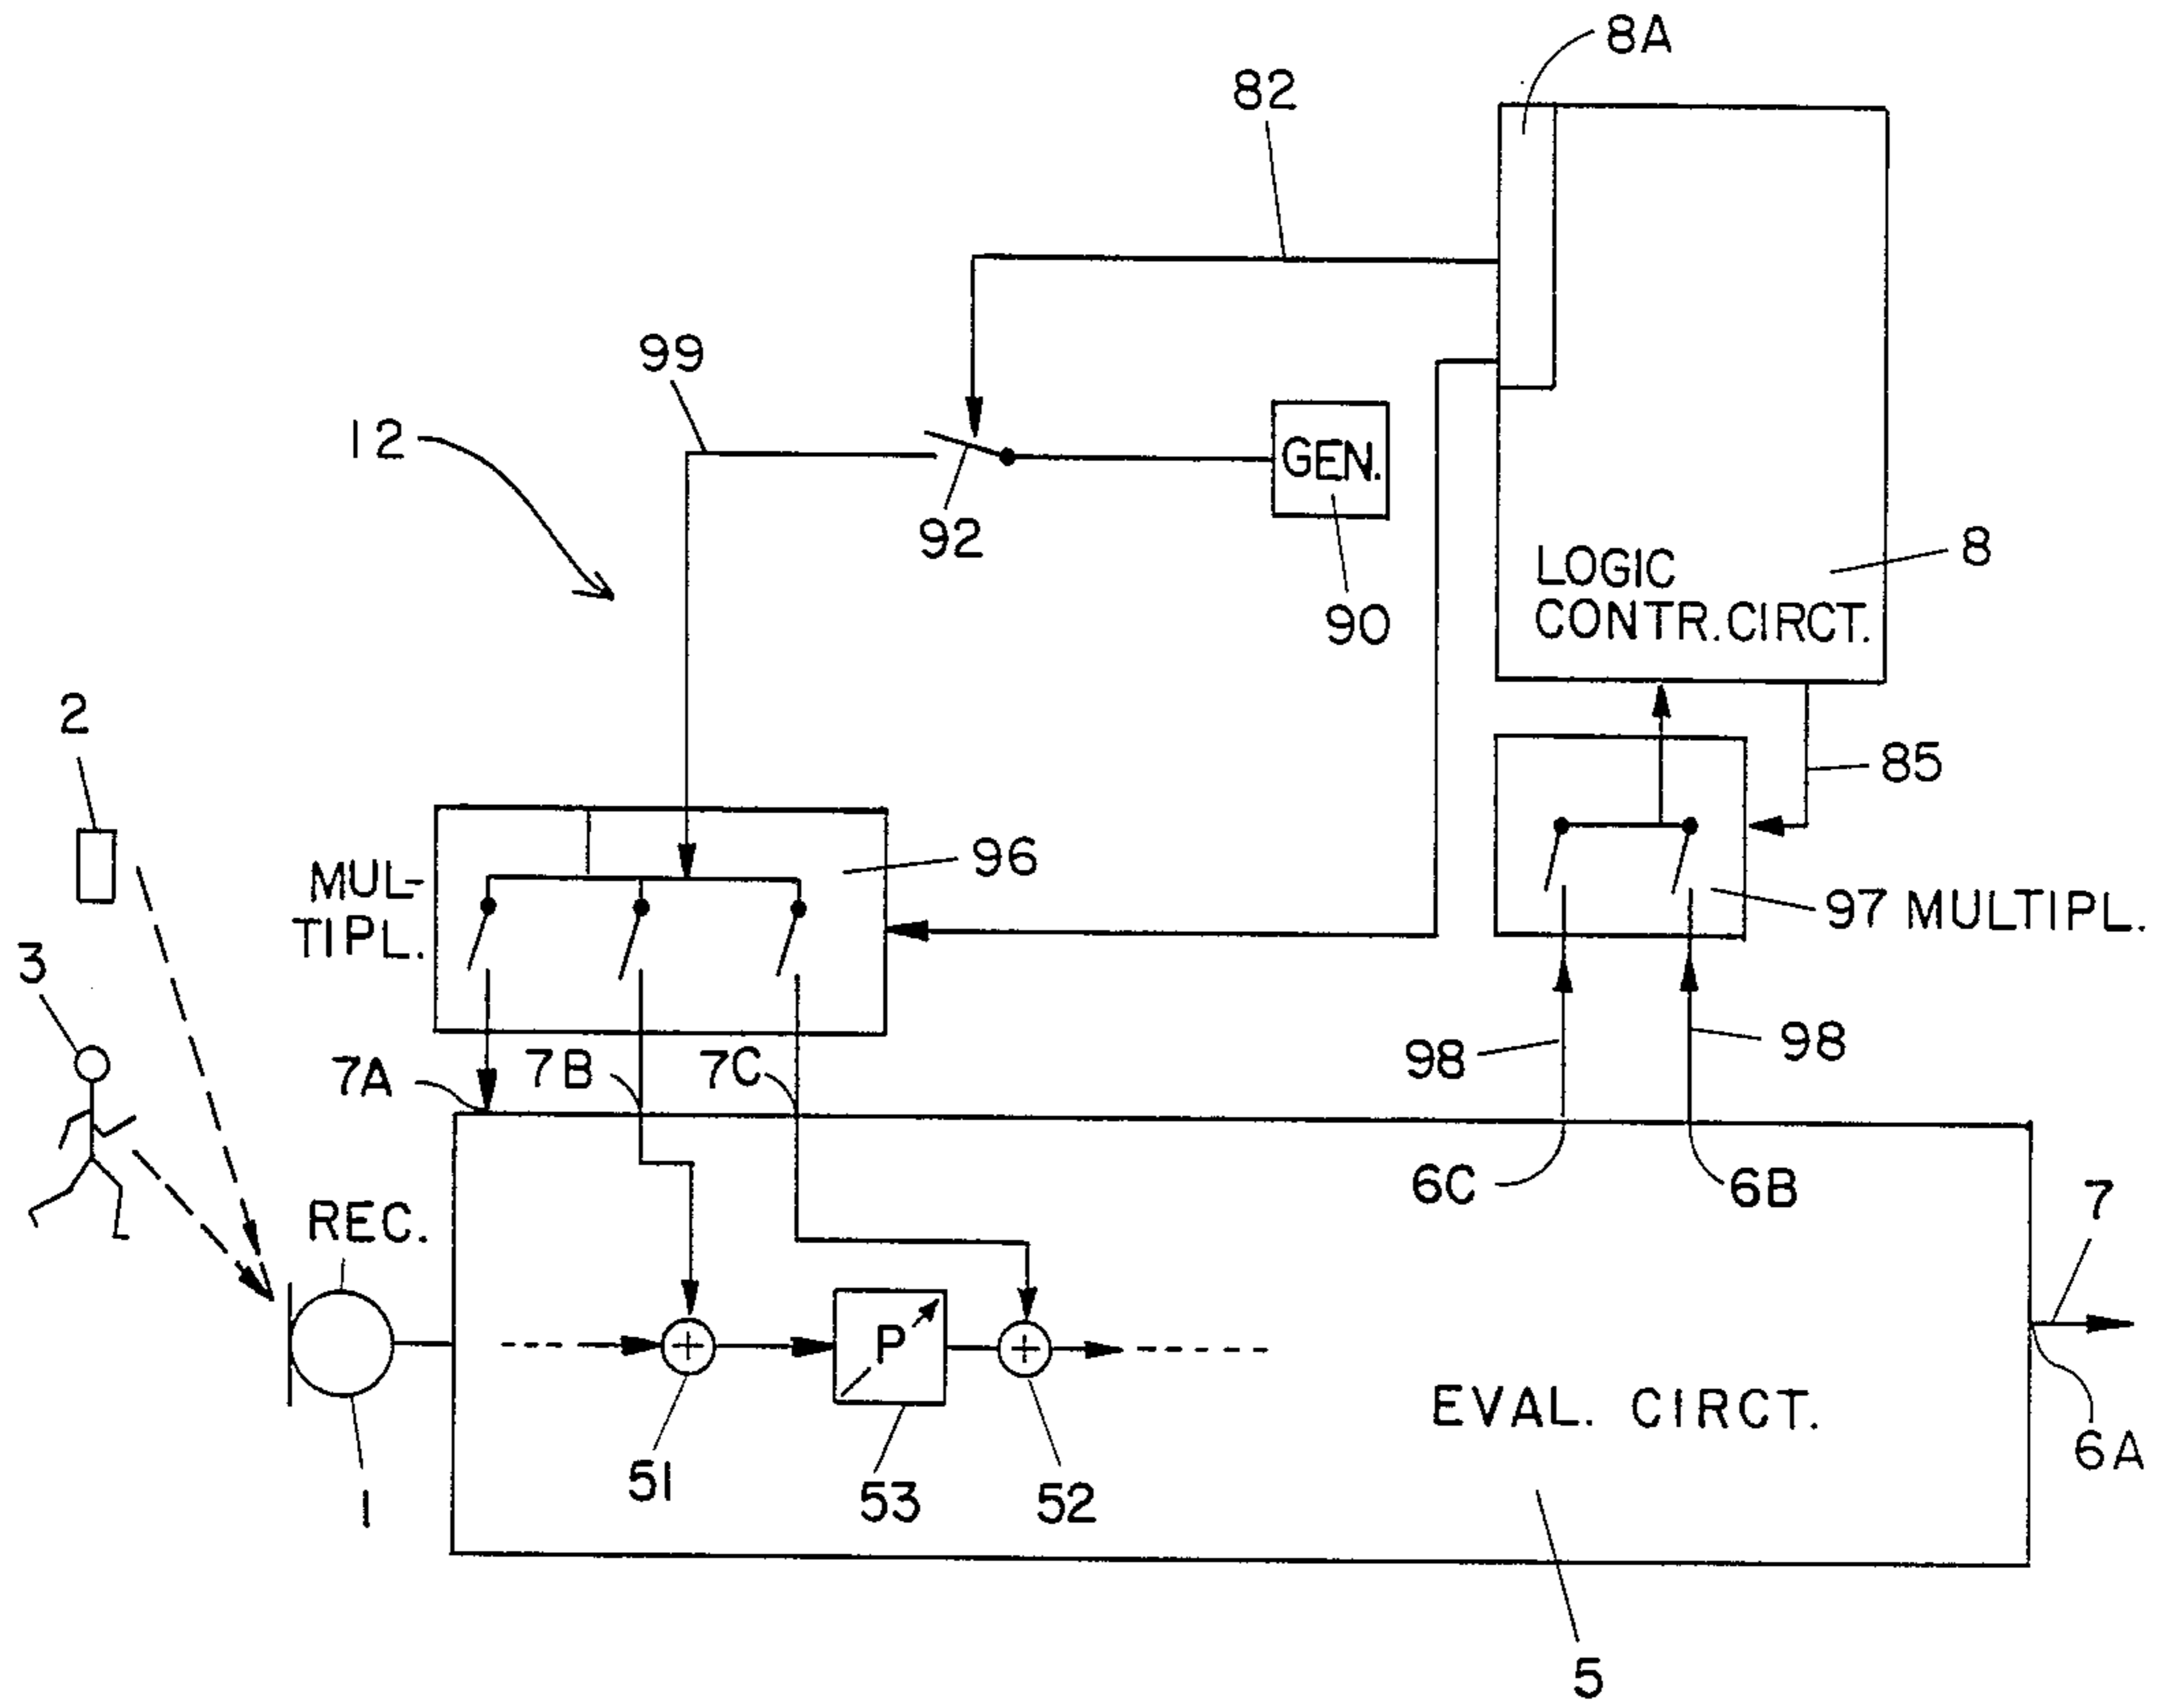 8A
82
99
12
GEN.
92
90
LOGIC
CONTR. CIRCT.
8
2
85
MUL-
TIPL.
96
97 MULTIPL.
3
7A
7B
7C
98
98
6C
6B
7
REC.
P
EVAL. CIRCT.
6A
1
51
53
52
5